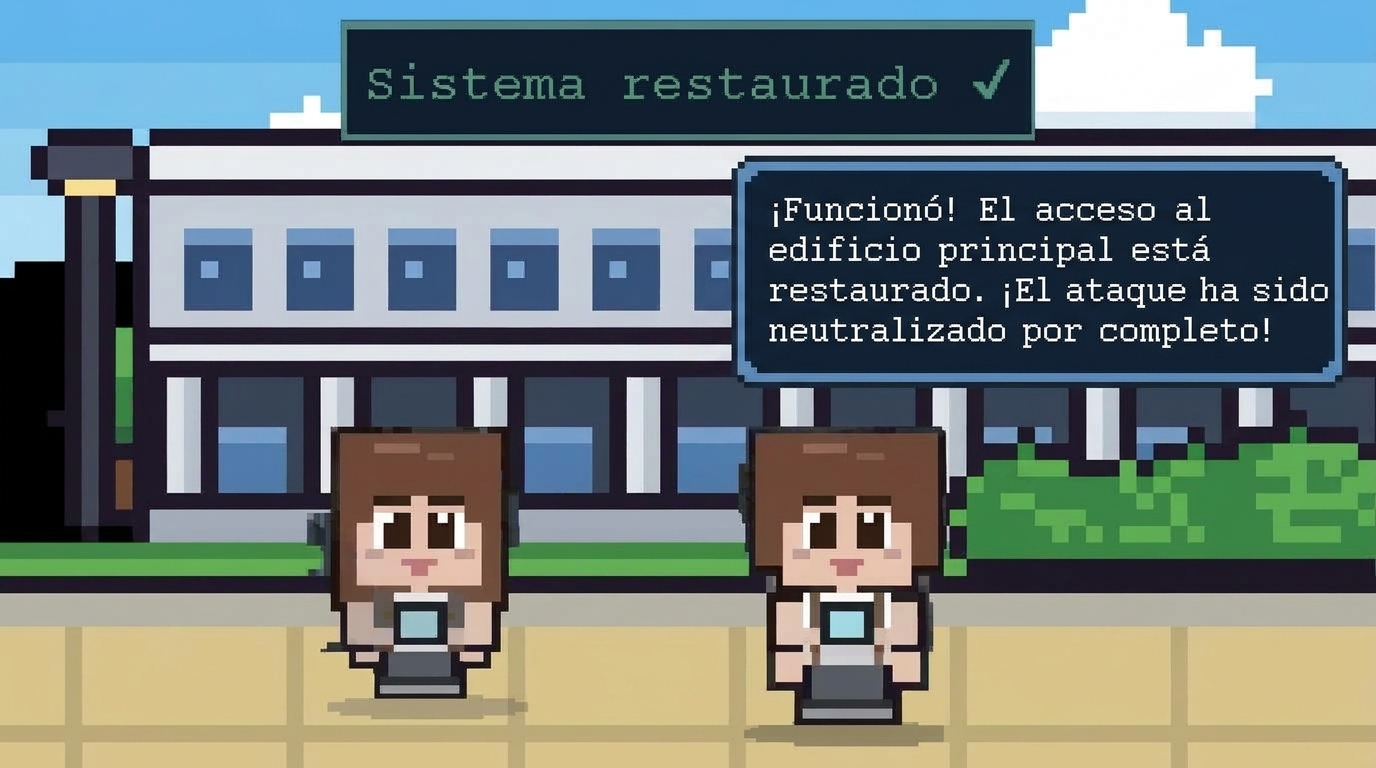 Sistema restaurado ✓
¡Funcionó! El acceso al
edificio principal está
restaurado. ¡El ataque ha sido
neutralizado por completo!